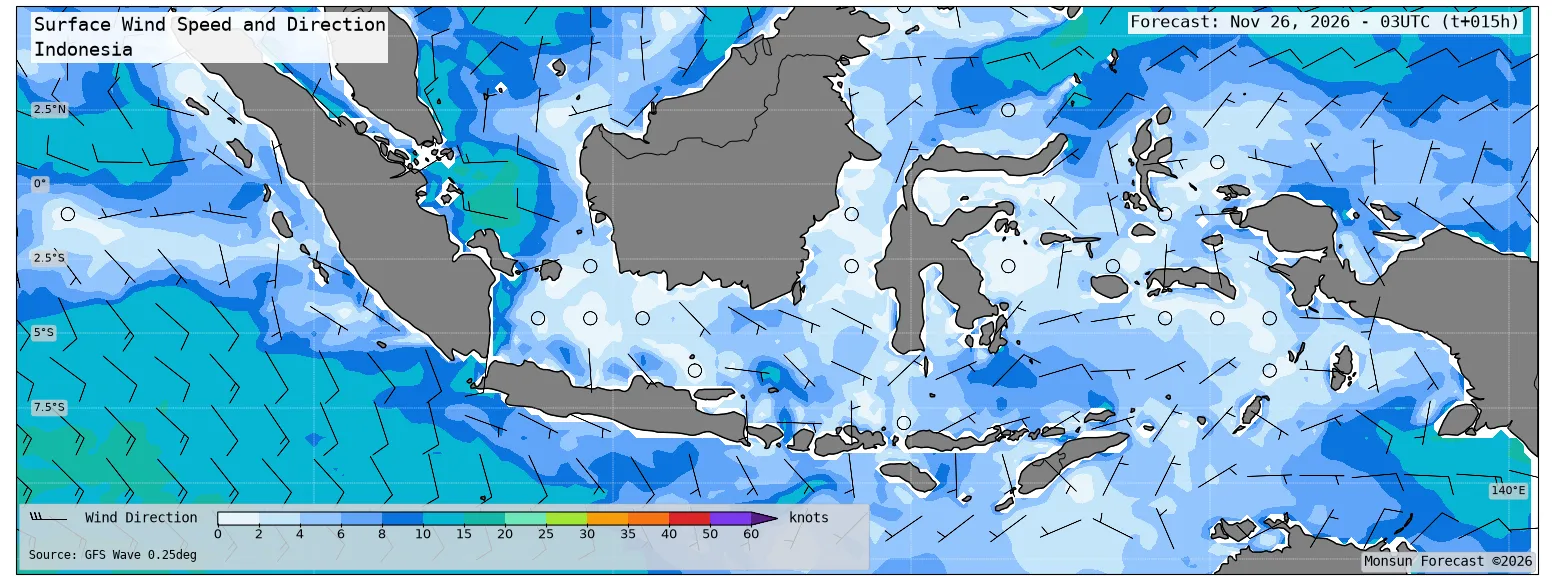 Surface Wind Speed and Direction
Indonesia
Forecast: Nov 26, 2026 - 03UTC (t+015h)
2.5°N
0°
2.5°S
5°S
7.5°S
140°E
Wind Direction
0 2 4 6 8 10 15 20 25 30 35 40 50 60
knots
Source: GFS Wave 0.25deg
Monsun Forecast ©2026